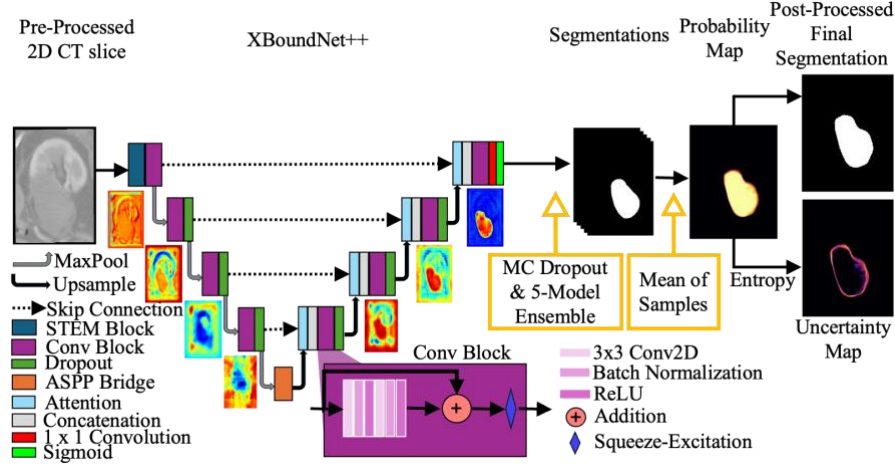 Pre-Processed
2D CT slice
XBoundNet++
Segmentations
Probability
Map
Post-Processed
Final
Segmentation
MaxPool
Upsample
Skip Connection
STEM Block
Conv Block
Dropout
ASPP Bridge
Attention
Concatenation
1 x 1 Convolution
Sigmoid
MC Dropout
& 5-Model
Ensemble
Mean of
Samples
Entropy
Uncertainty
Map
Conv Block
+
3x3 Conv2D
Batch Normalization
ReLU
+
Addition
Squeeze-Excitation